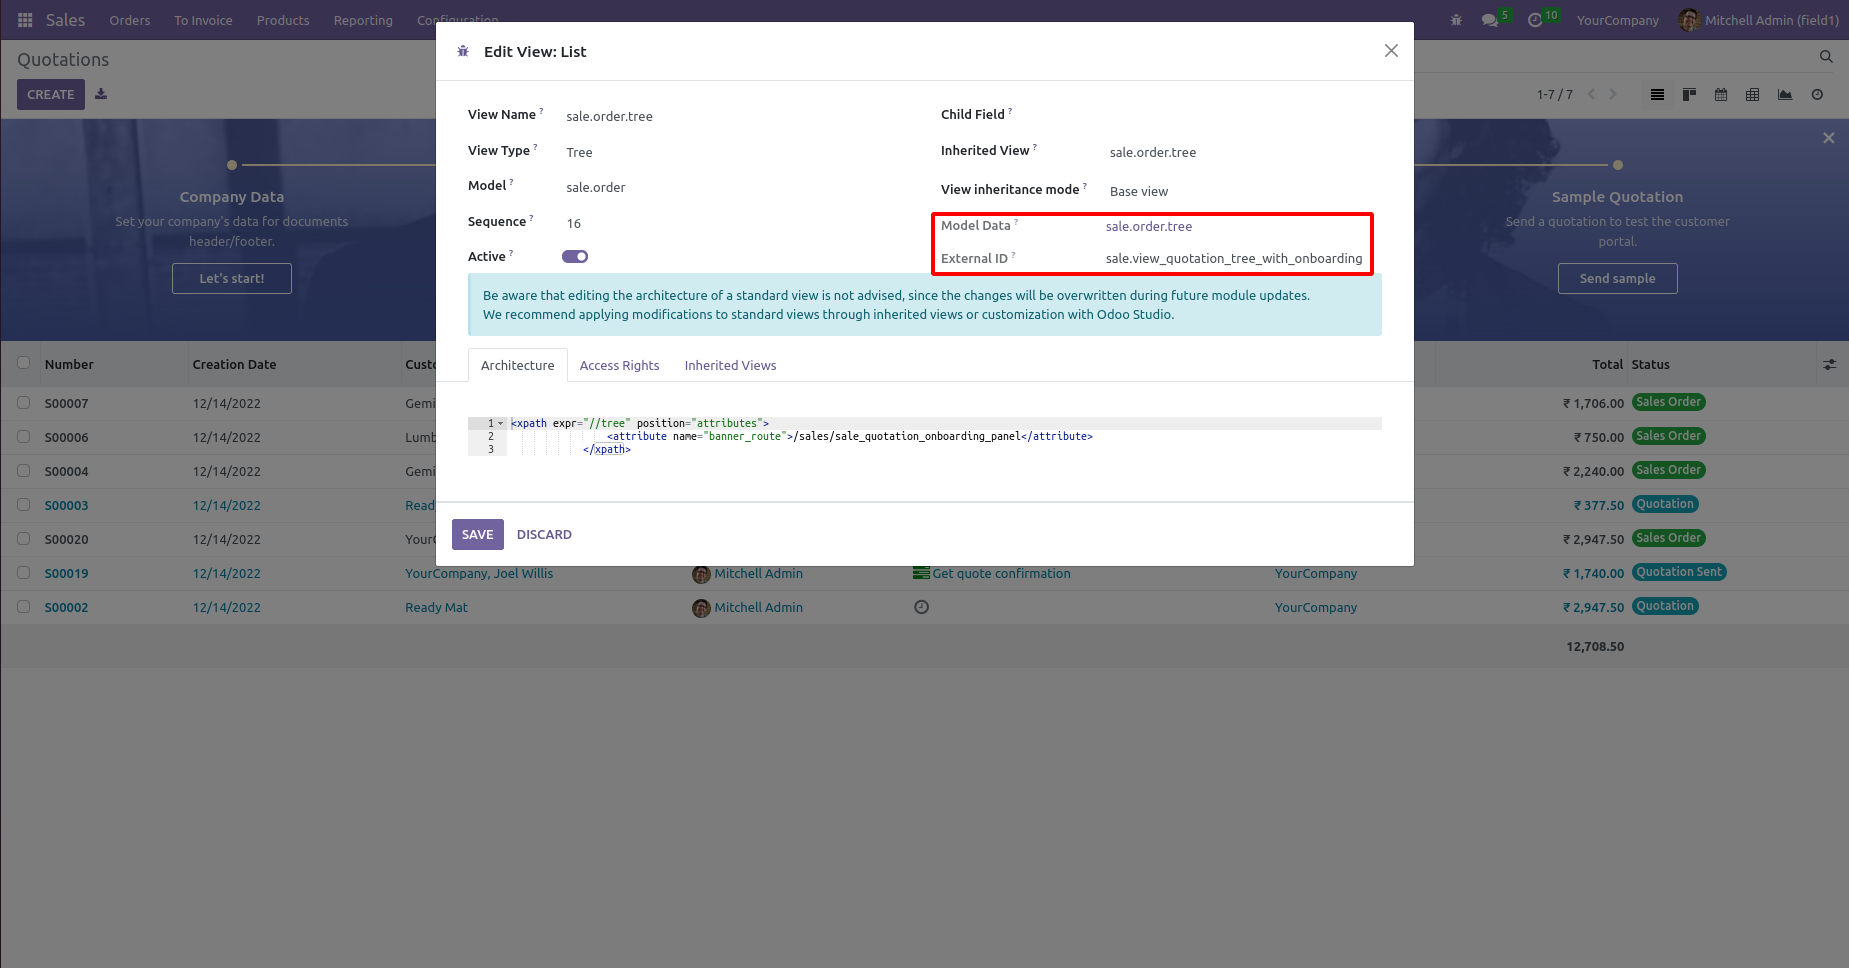 Sales Orders To Invoice Products Reporting Configuration 5 10 YourCompany Mitchell Admin (field1)
Quotations
CREATE
1-7 / 7
Company Data
Set your company's data for documents
header/footer.
Let's start!
Sample Quotation
Send a quotation to test the customer
portal.
Send sample
Edit View: List
View Name ? sale.order.tree
View Type ? Tree
Model ? sale.order
Sequence ? 16
Active ?
Child Field ?
Inherited View ? sale.order.tree
View inheritance mode ? Base view
Model Data ? sale.order.tree
External ID ? sale.view_quotation_tree_with_onboarding
Be aware that editing the architecture of a standard view is not advised, since the changes will be overwritten during future module updates.
We recommend applying modifications to standard views through inherited views or customization with Odoo Studio.
Architecture Access Rights Inherited Views
1 <xpath expr="//tree" position="attributes">
2 <attribute name="banner_route">/sales/sale_quotation_onboarding_panel</attribute>
3 </xpath>
SAVE DISCARD
Number Creation Date Custo Total Status
S00007 12/14/2022 Gemi ₹ 1,706.00 Sales Order
S00006 12/14/2022 Lumb ₹ 750.00 Sales Order
S00004 12/14/2022 Gemi ₹ 2,240.00 Sales Order
S00003 12/14/2022 Read ₹ 377.50 Quotation
S00020 12/14/2022 Your ₹ 2,947.50 Sales Order
S00019 12/14/2022 YourCompany, Joel Willis Mitchell Admin Get quote confirmation YourCompany ₹ 1,740.00 Quotation Sent
S00002 12/14/2022 Ready Mat Mitchell Admin YourCompany ₹ 2,947.50 Quotation
12,708.50